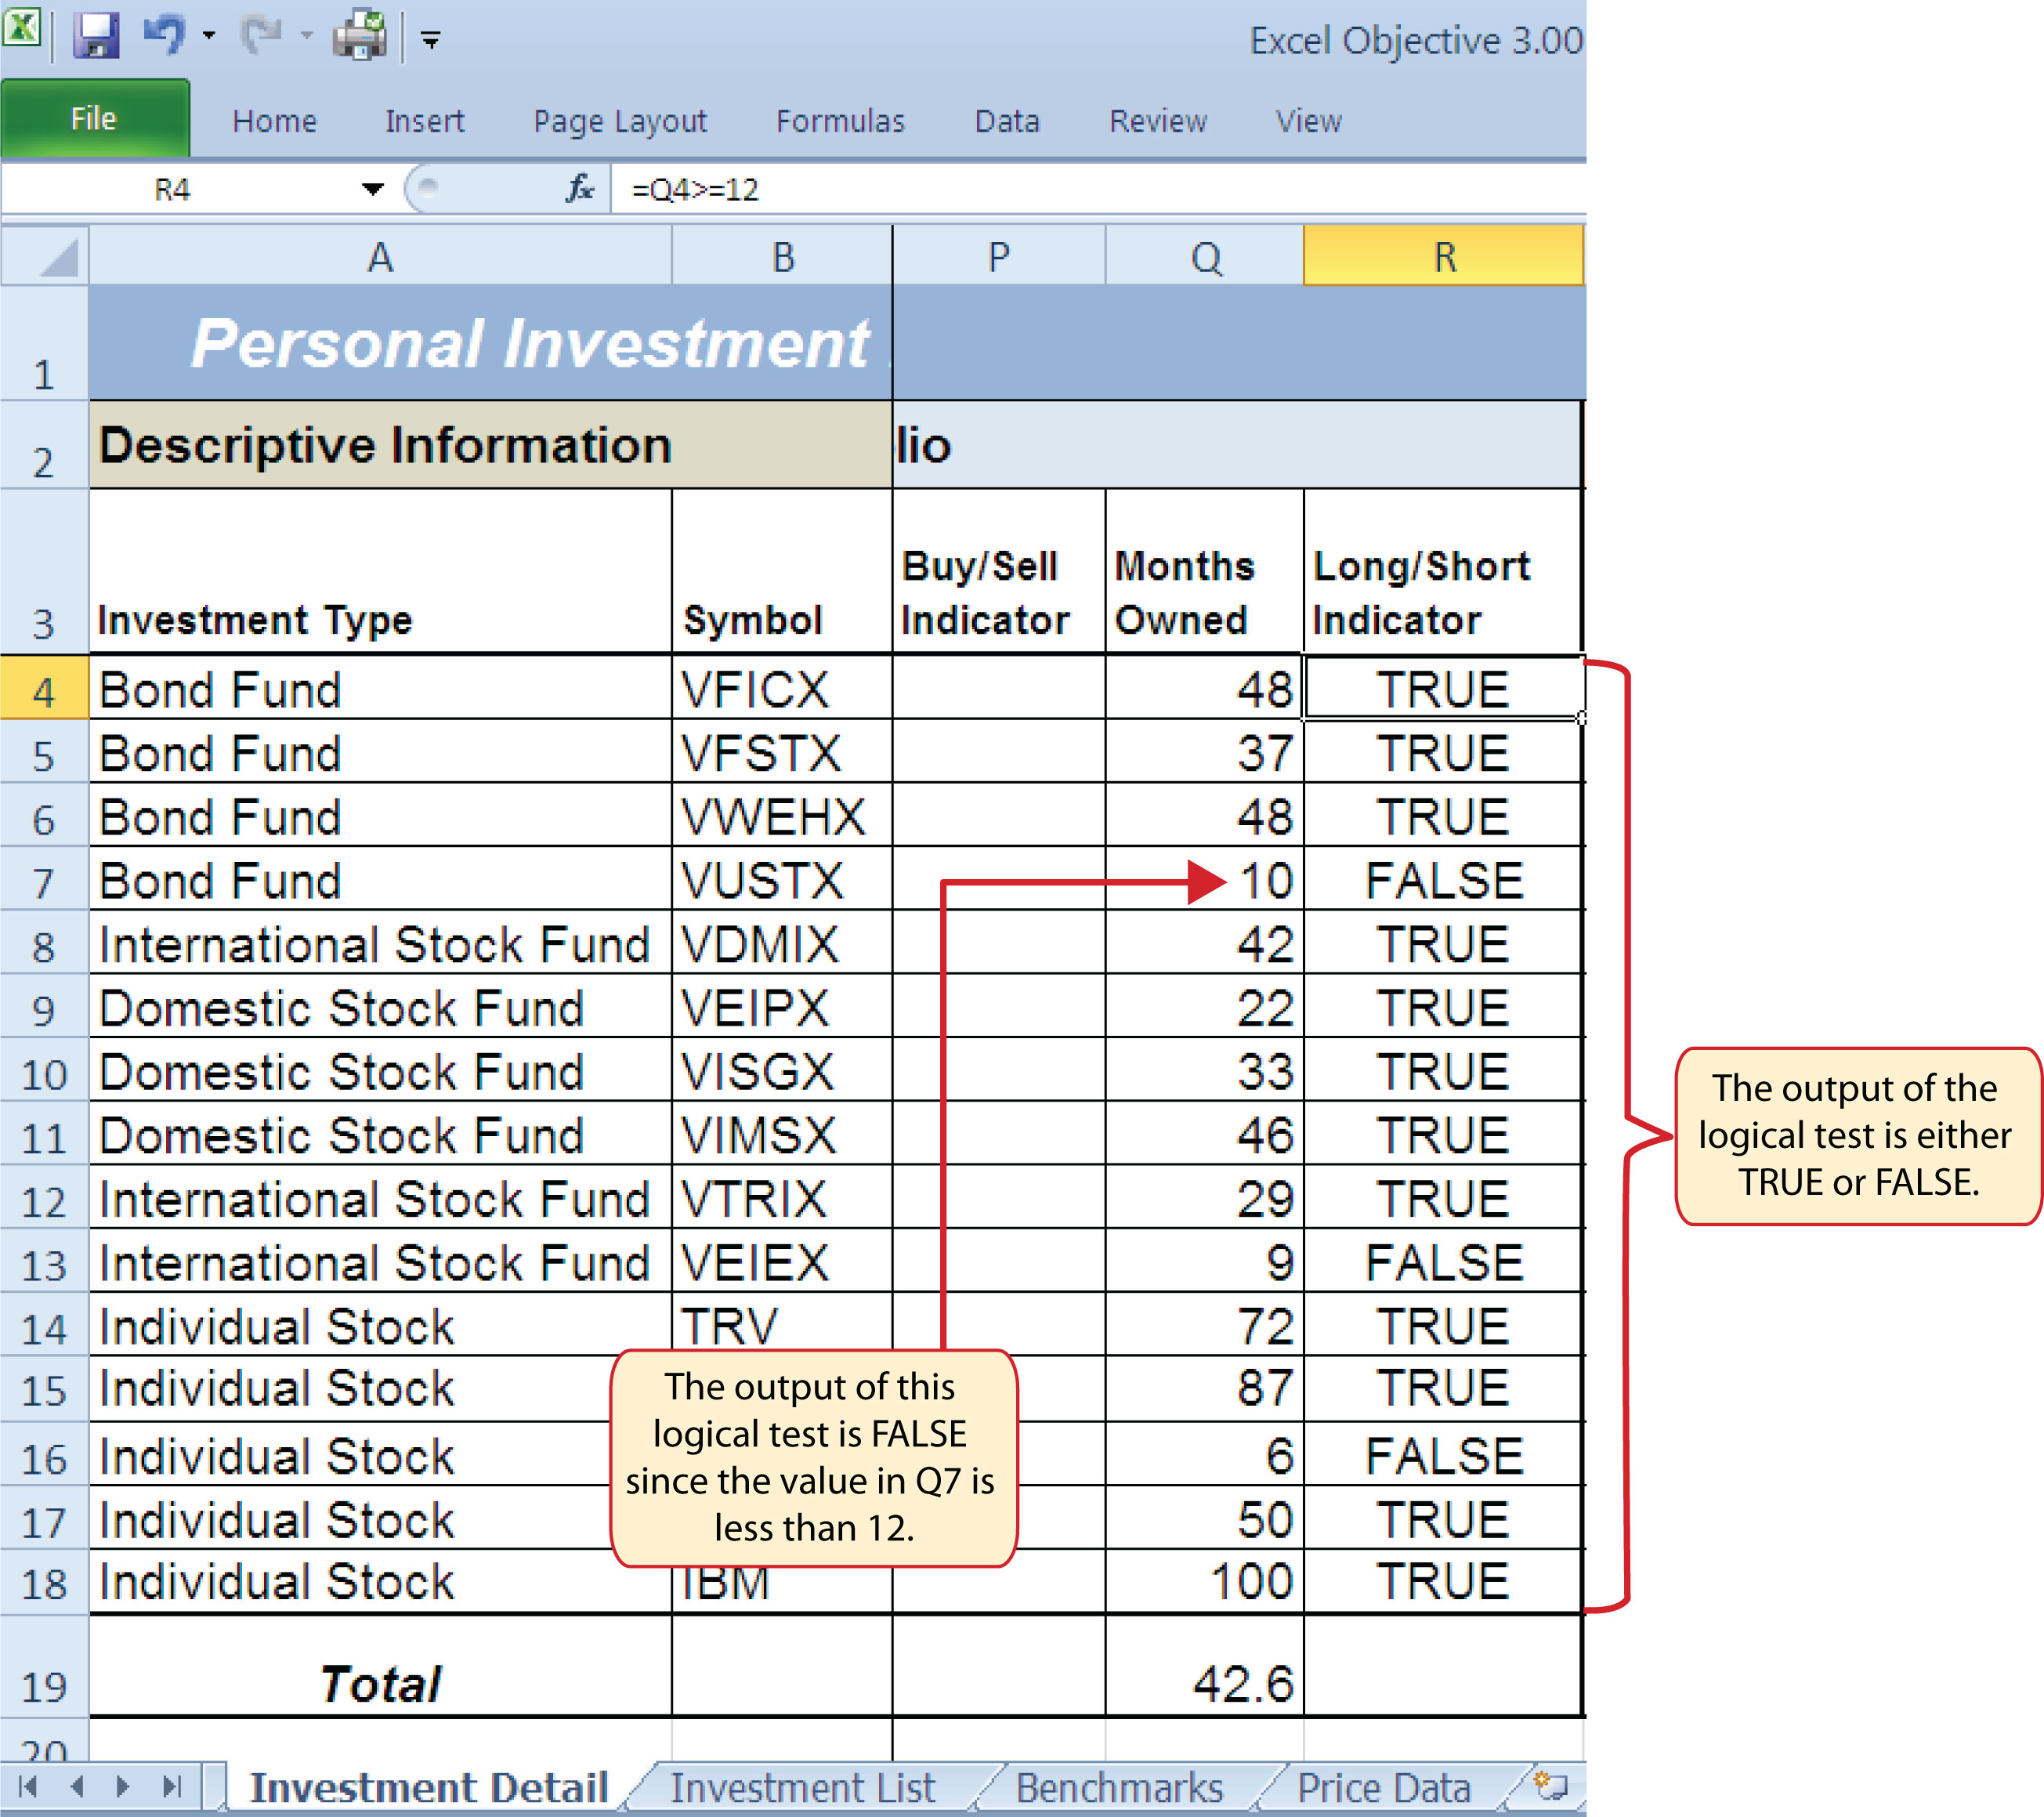 Excel Objective 3.00
File Home Insert Page Layout Formulas Data Review View
R4 fx =Q4>=12
A B P Q R
1 Personal Investment
2 Descriptive Information lio
3 Investment Type Symbol Buy/Sell Indicator Months Owned Long/Short Indicator
4 Bond Fund VFICX 48 TRUE
5 Bond Fund VFSTX 37 TRUE
6 Bond Fund VWEHX 48 TRUE
7 Bond Fund VUSTX 10 FALSE
8 International Stock Fund VDMIX 42 TRUE
9 Domestic Stock Fund VEIPX 22 TRUE
10 Domestic Stock Fund VISGX 33 TRUE
11 Domestic Stock Fund VIMSX 46 TRUE
12 International Stock Fund VTRIX 29 TRUE
13 International Stock Fund VEIEX 9 FALSE
14 Individual Stock TRV 72 TRUE
15 Individual Stock 87 TRUE
16 Individual Stock 6 FALSE
17 Individual Stock 50 TRUE
18 Individual Stock IBM 100 TRUE
19 Total 42.6
20
The output of this
logical test is FALSE
since the value in Q7 is
less than 12.
The output of the
logical test is either
TRUE or FALSE.
Investment Detail Investment List Benchmarks Price Data